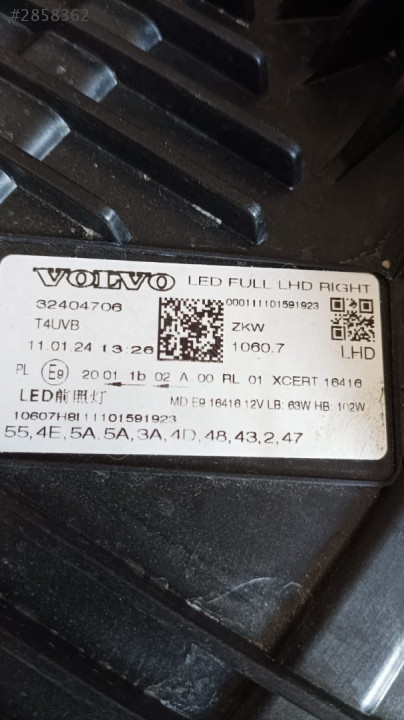 #2858362
VOLVO LED FULL LHD RIGHT
32404706 000111101591923
T4UVB ZKW
11.01.24 13:26 1060.7 LHD
PL E9 20 01 1b 02 A 00 RL 01 XCERT 16416
LED前照灯 MD E9 16416 12V LB: 63W HB: 102W
10607H8I11101591923
55,4E,5A,5A,3A,4D,48,43,2,47